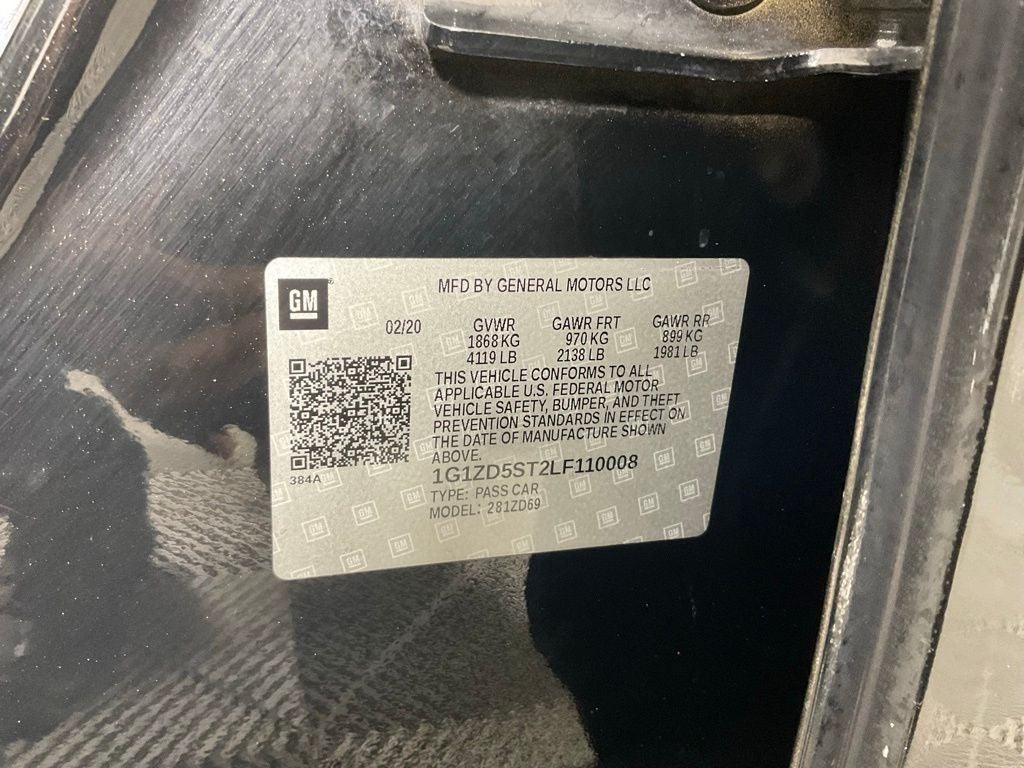 GM
MFD BY GENERAL MOTORS LLC
02/20 GVWR GAWR FRT GAWR RR
1868 KG 970 KG 899 KG
4119 LB 2138 LB 1981 LB
THIS VEHICLE CONFORMS TO ALL
APPLICABLE U.S. FEDERAL MOTOR
VEHICLE SAFETY, BUMPER, AND THEFT
PREVENTION STANDARDS IN EFFECT ON
THE DATE OF MANUFACTURE SHOWN
ABOVE.
384A
1G1ZD5ST2LF110008
TYPE: PASS CAR
MODEL: 281ZD69